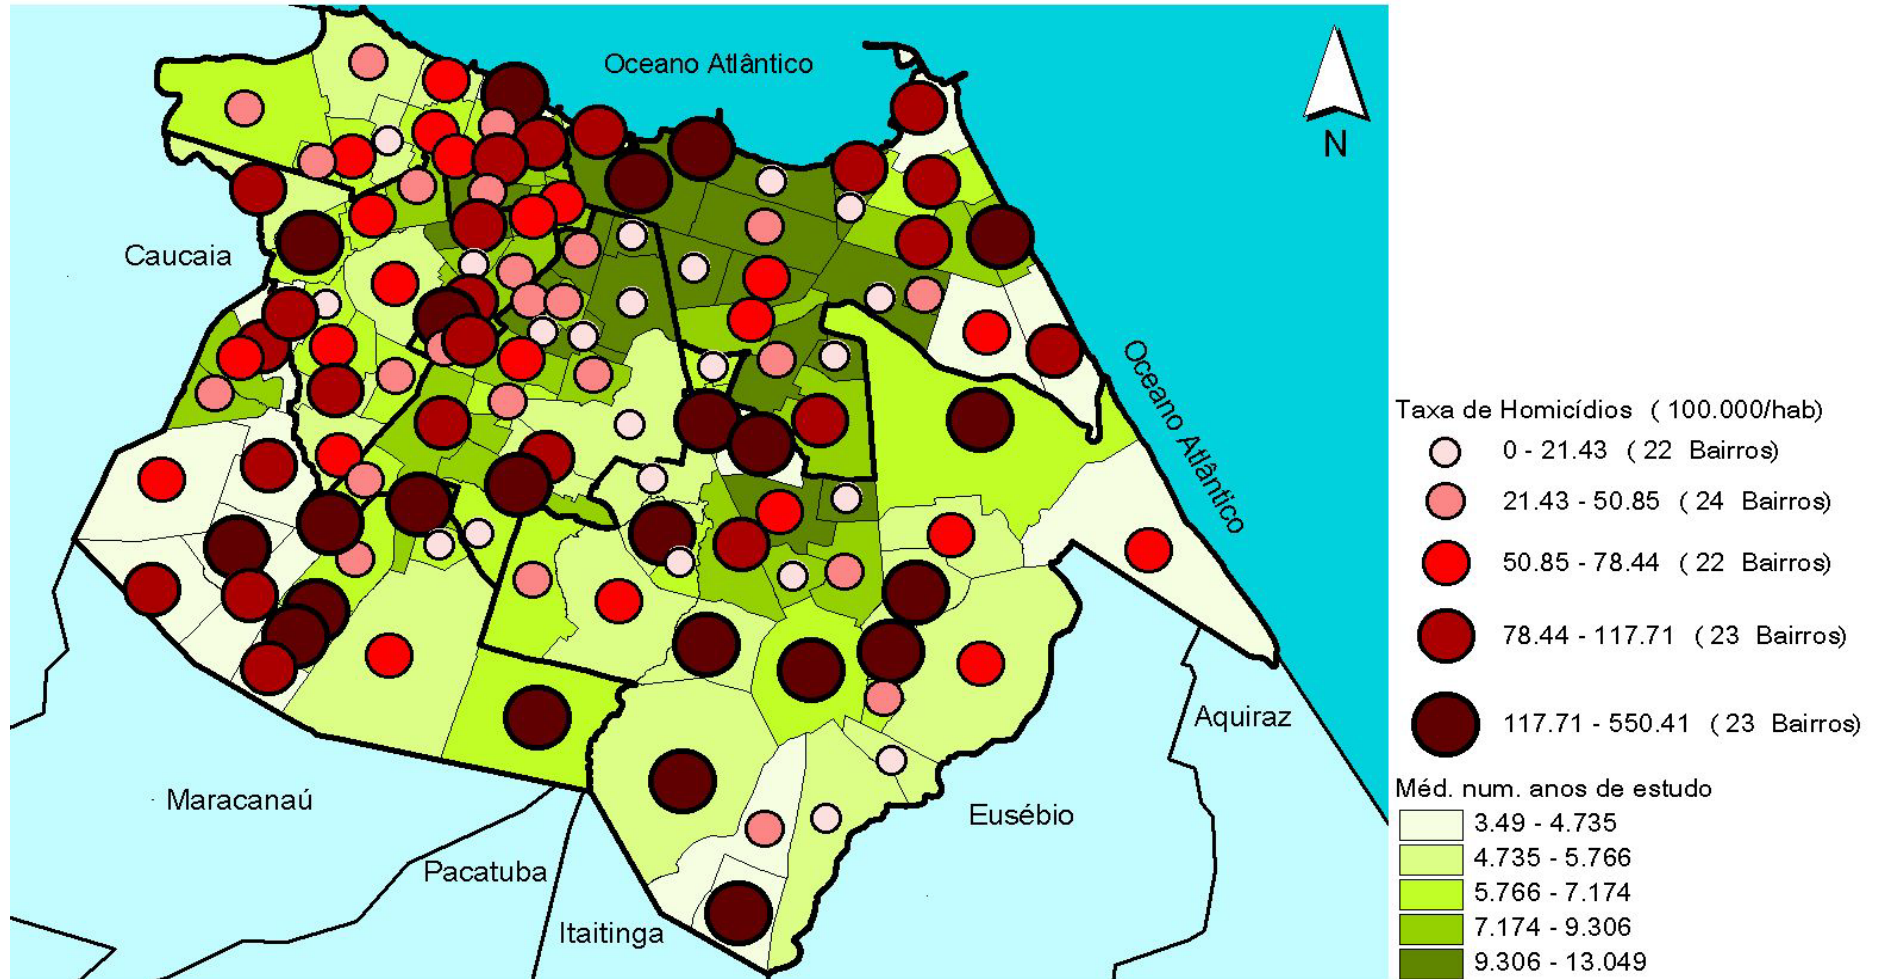 Oceano Atlântico
N
Caucaia
Oceano Atlântico
Maracanaú
Pacatuba
Itaitinga
Eusébio
Aquiraz
Taxa de Homicídios ( 100.000/hab)
0 - 21.43 ( 22 Bairros)
21.43 - 50.85 ( 24 Bairros)
50.85 - 78.44 ( 22 Bairros)
78.44 - 117.71 ( 23 Bairros)
117.71 - 550.41 ( 23 Bairros)
Méd. num. anos de estudo
3.49 - 4.735
4.735 - 5.766
5.766 - 7.174
7.174 - 9.306
9.306 - 13.049